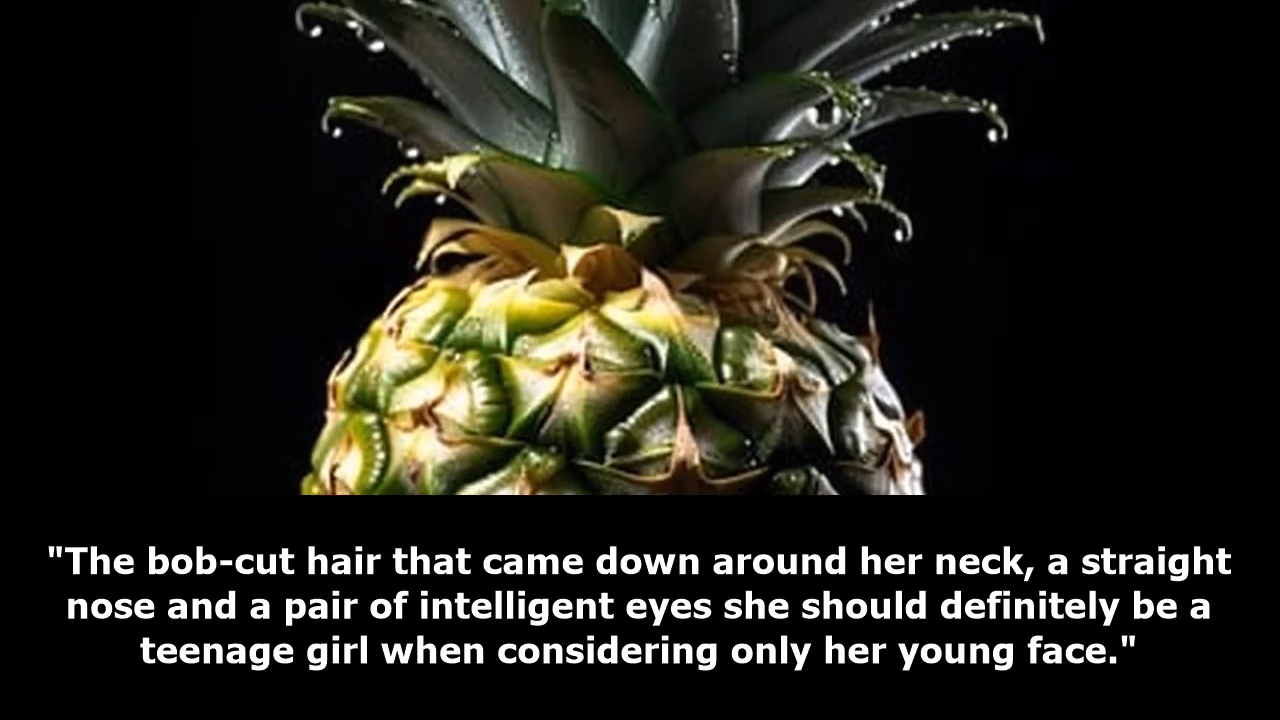 "The bob-cut hair that came down around her neck, a straight
nose and a pair of intelligent eyes she should definitely be a
teenage girl when considering only her young face."